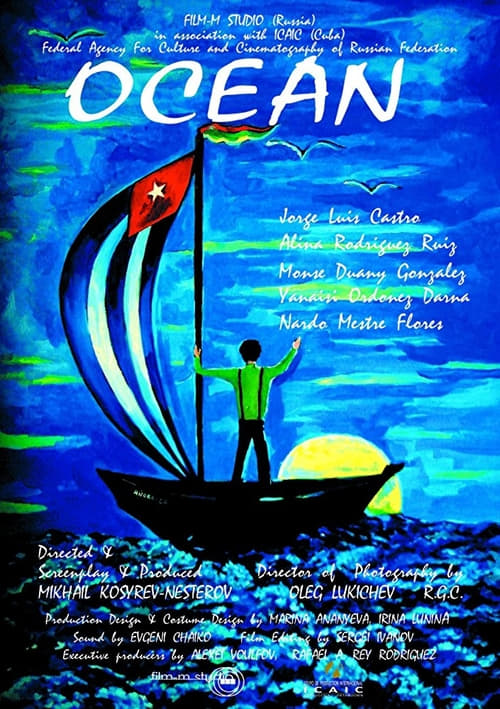 FILM-M STUDIO (Russia)
in association with ICAIC (Cuba)
Federal Agency For Culture and Cinematography of Russian Federation
OCEAN
Jorge Luis Castro
Alina Rodriguez Ruiz
Monse Duany Gonzalez
Yanaisi Ordonez Darna
Nardo Mestre Flores
Directed &
Screenplay & Produced
MIKHAIL KOSYREV-NESTEROV
Director of Photography by
OLEG LUKICHEV R.G.C.
Production Design & Costume Design by MARINA ANANYEVA, IRINA LUNINA
Sound by EVGENI CHAIKO Film Editing by SERGEI IVANOV
Executive producers by ALEXEI VOULFOV, RAFAEL A. REY RODRIGUEZ
film-m studio
ICAIC